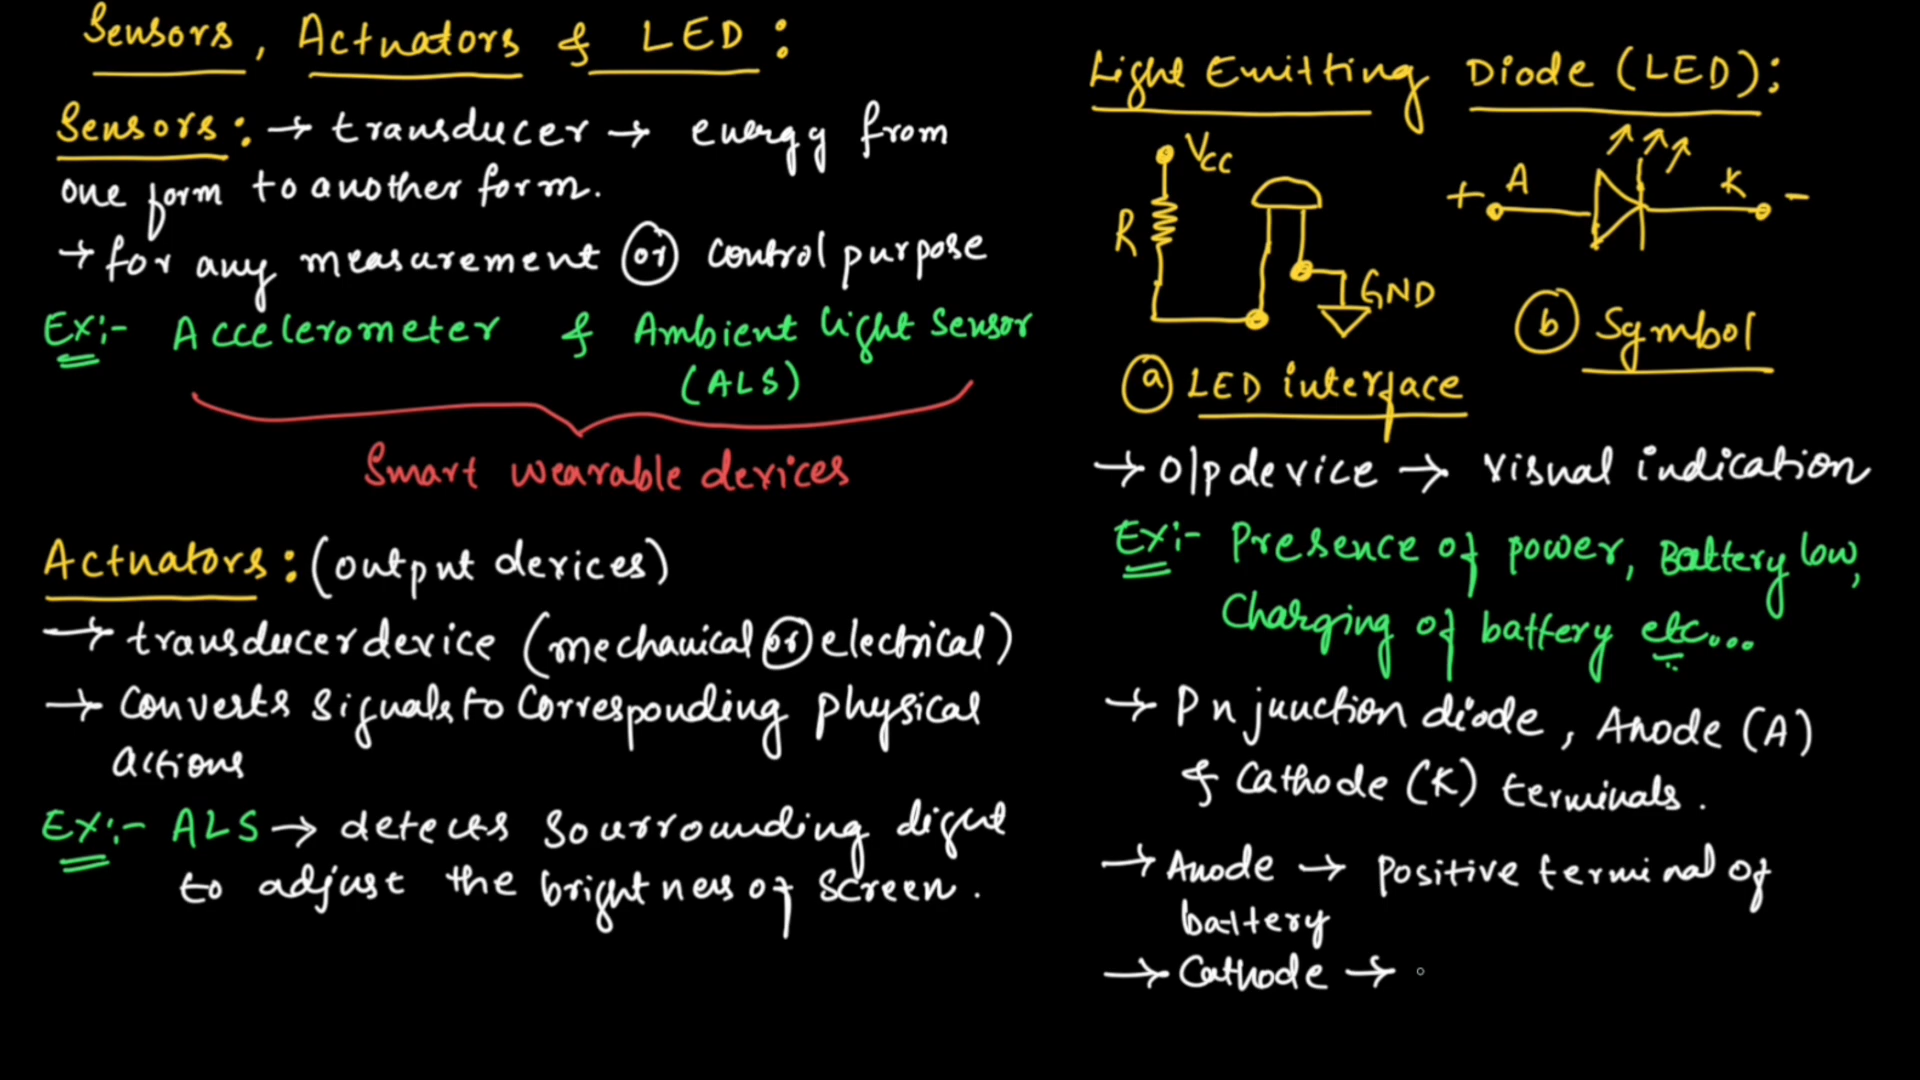 Sensors, Actuators & LED :
Sensors : → transducer → energy from
one form to another form.
→ for any measurement or control purpose
Ex:- Accelerometer & Ambient light Sensor
(ALS)
Smart wearable devices
Actuators : (output devices)
→ transducer device (mechanical or electrical)
→ Converts signals to corresponding physical
actions
Ex:- ALS → detects sourrounding light
to adjust the brightness of screen.
Light Emitting Diode (LED):
Vcc
R
GND
+ A K -
a LED interface
b Symbol
→ o/p device → visual indication
Ex:- Presence of power, Battery low,
Charging of battery etc...
→ Pn junction diode, Anode (A)
& Cathode (K) terminals.
→ Anode → positive terminal of
battery
→ Cathode →